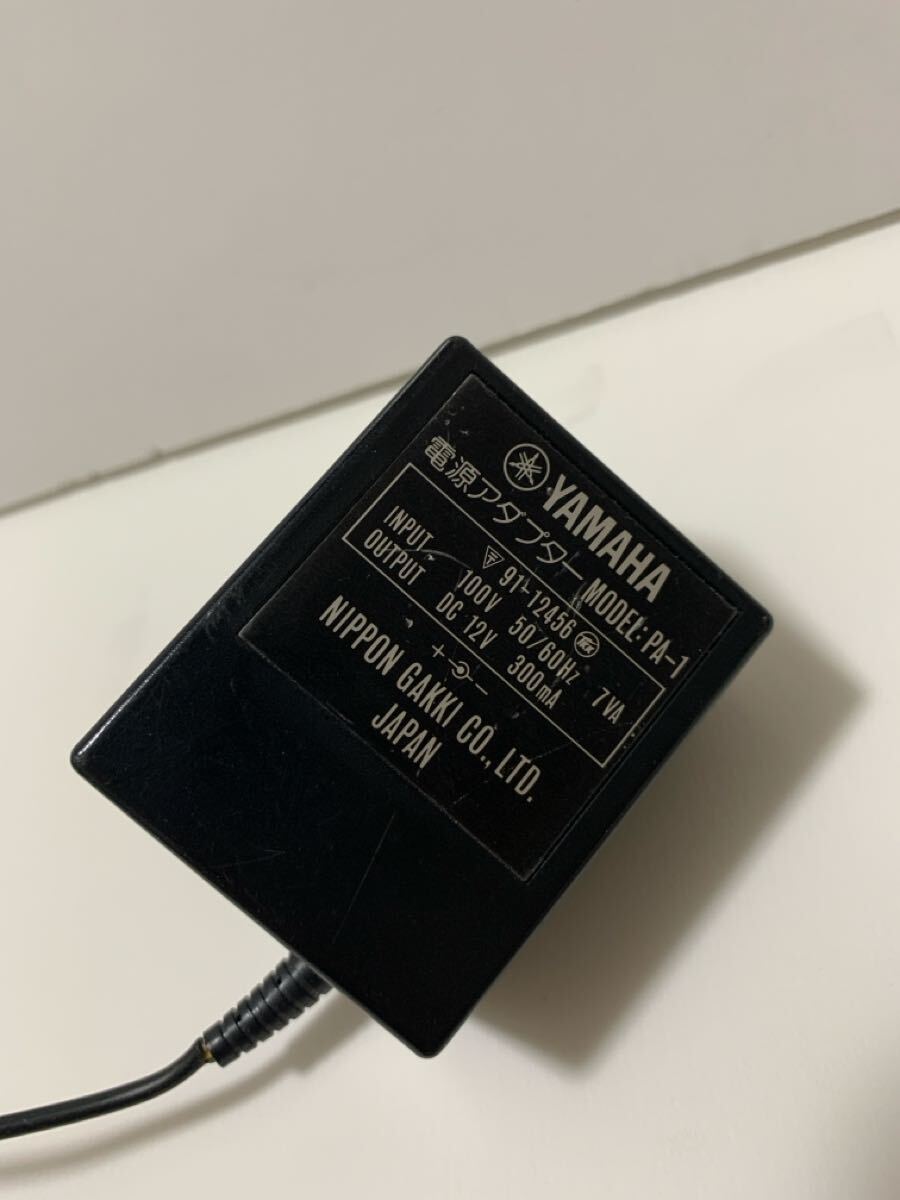 YAMAHA
電源アダプター MODEL: PA-1
〒 91-12456
INPUT 100V 50/60Hz 7VA
OUTPUT DC 12V 300mA
+ -
NIPPON GAKKI CO., LTD.
JAPAN